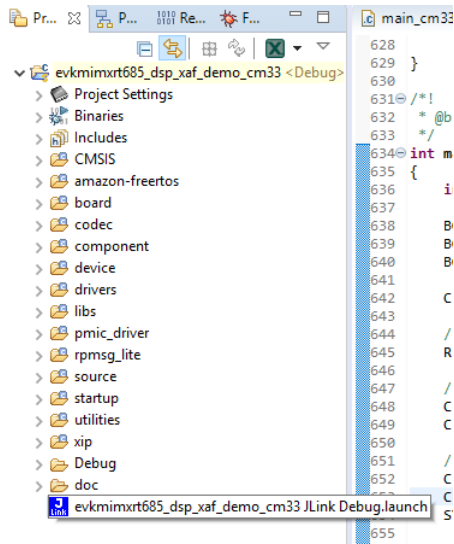 Pr...
P...
Re...
F...
evkmimxrt685_dsp_xaf_demo_cm33 <Debug>
Project Settings
Binaries
Includes
CMSIS
amazon-freertos
board
codec
component
device
drivers
libs
pmic_driver
rpmsg_lite
source
startup
utilities
xip
Debug
doc
Link evkmimxrt685_dsp_xaf_demo_cm33 JLink Debug.launch
.c main_cm33
628
629 }
630
631 /*!
632 * @b
633 */
634 int m
635 {
636 i
637
638 B
639 B
640 B
641
642 C
643
644 /
645 R
646
647 /
648 C
649 C
650
651 /
652 C
C
S
655